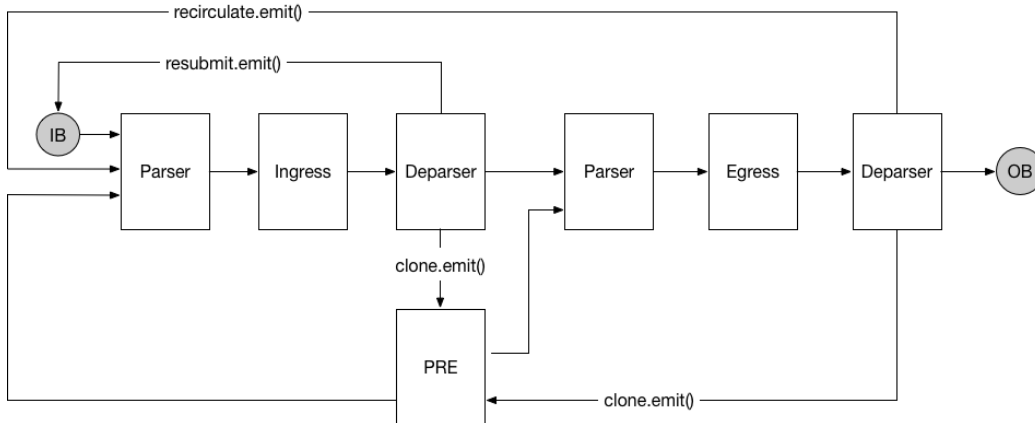 recirculate.emit()
resubmit.emit()
IB
Parser
Ingress
Deparser
Parser
Egress
Deparser
OB
clone.emit()
PRE
clone.emit()